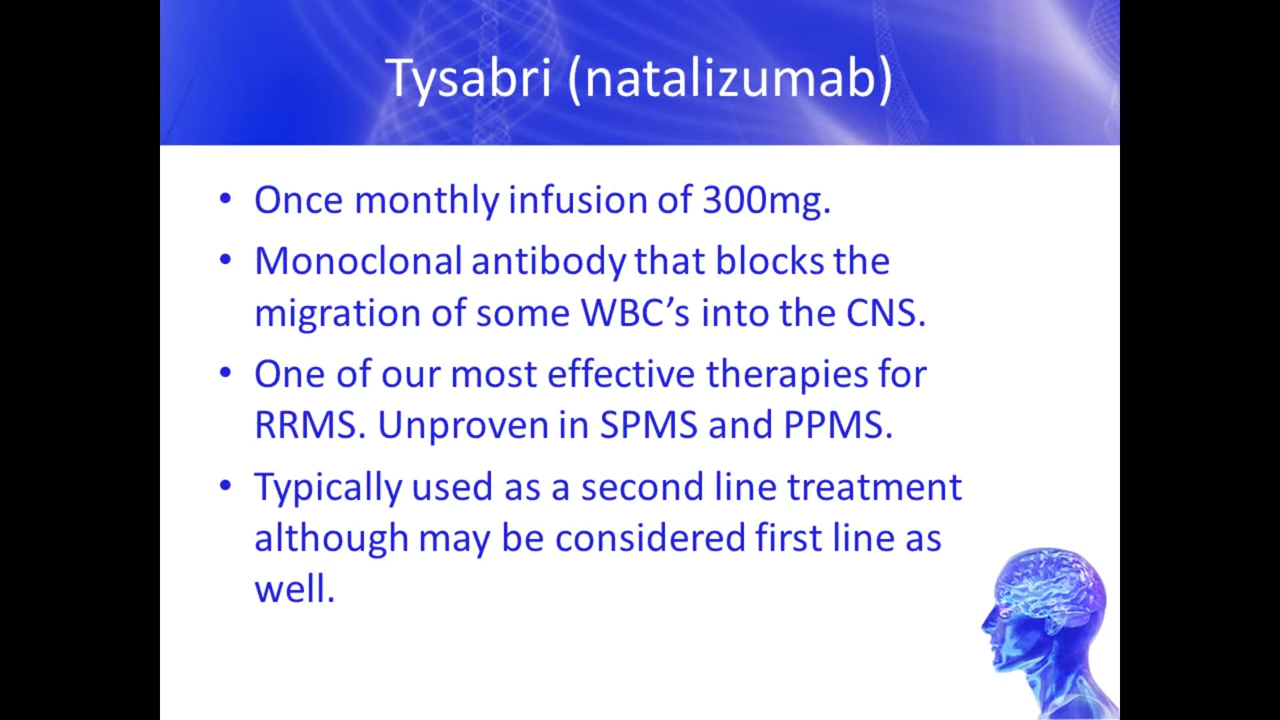 Tysabri (natalizumab)
• Once monthly infusion of 300mg.
• Monoclonal antibody that blocks the
migration of some WBC’s into the CNS.
• One of our most effective therapies for
RRMS. Unproven in SPMS and PPMS.
• Typically used as a second line treatment
although may be considered first line as
well.